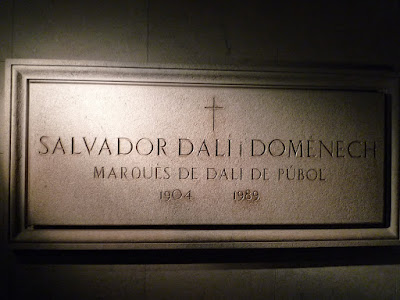 SALVADOR DALÍ i DOMÈNECH
MARQUÈS DE DALÍ DE PÚBOL
1904 1989